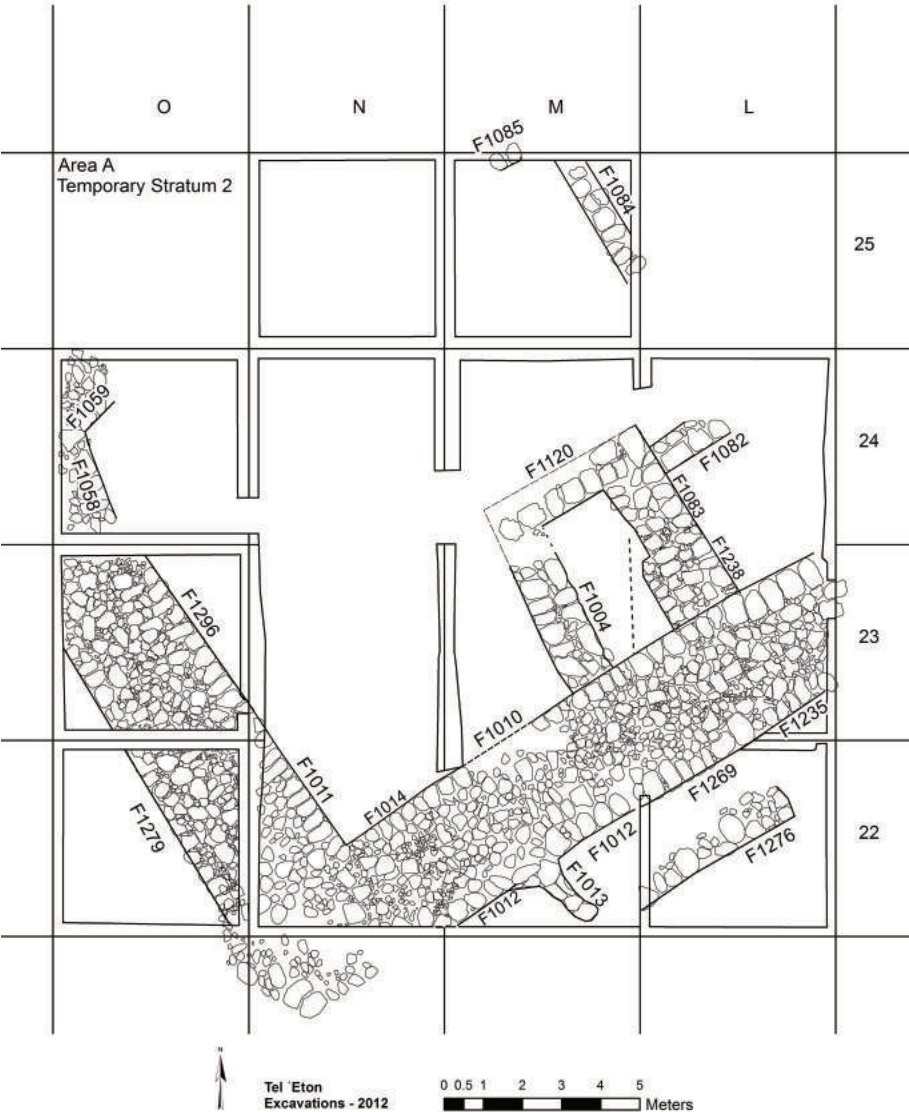 O N M L
F1085
Area A
Temporary Stratum 2
F1084
25
F1059
F1058
F1120
F1082
24
F1083
F1238
F1004
F1296
23
F1010
F1235
F1011
F1014
F1269
F1279
F1012
F1276
22
F1013
F1012
N
Tel ʿEton
Excavations - 2012
0 0.5 1 2 3 4 5
Meters